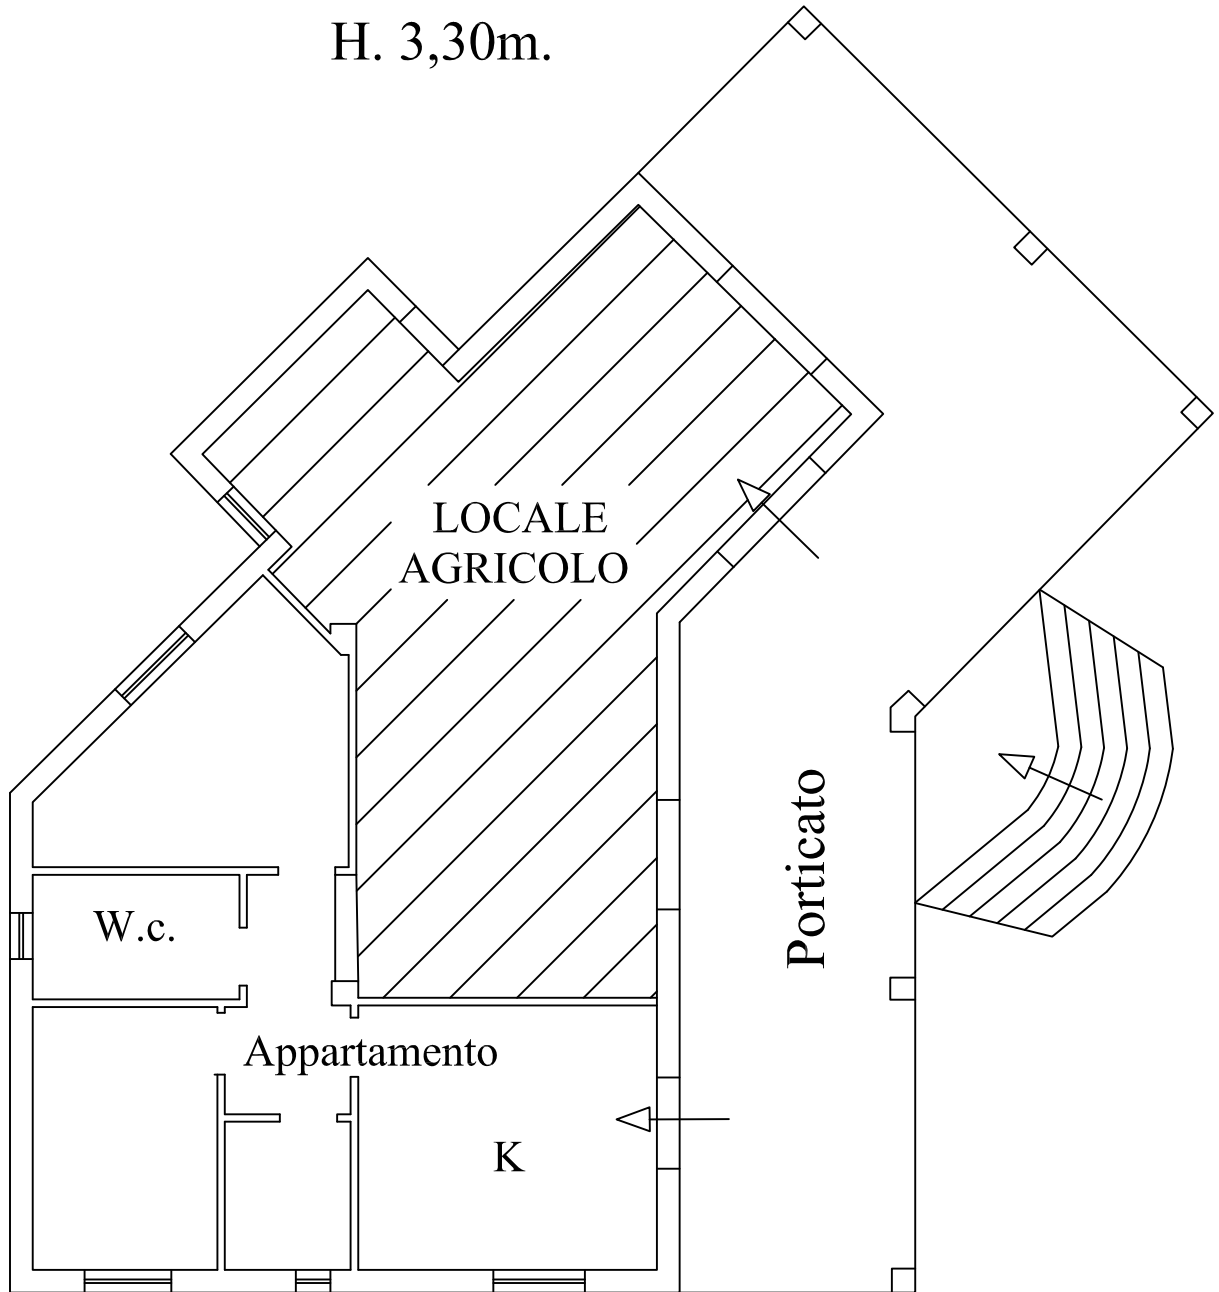 H. 3,30m.
LOCALE
AGRICOLO
Porticato
W.c.
Appartamento
K